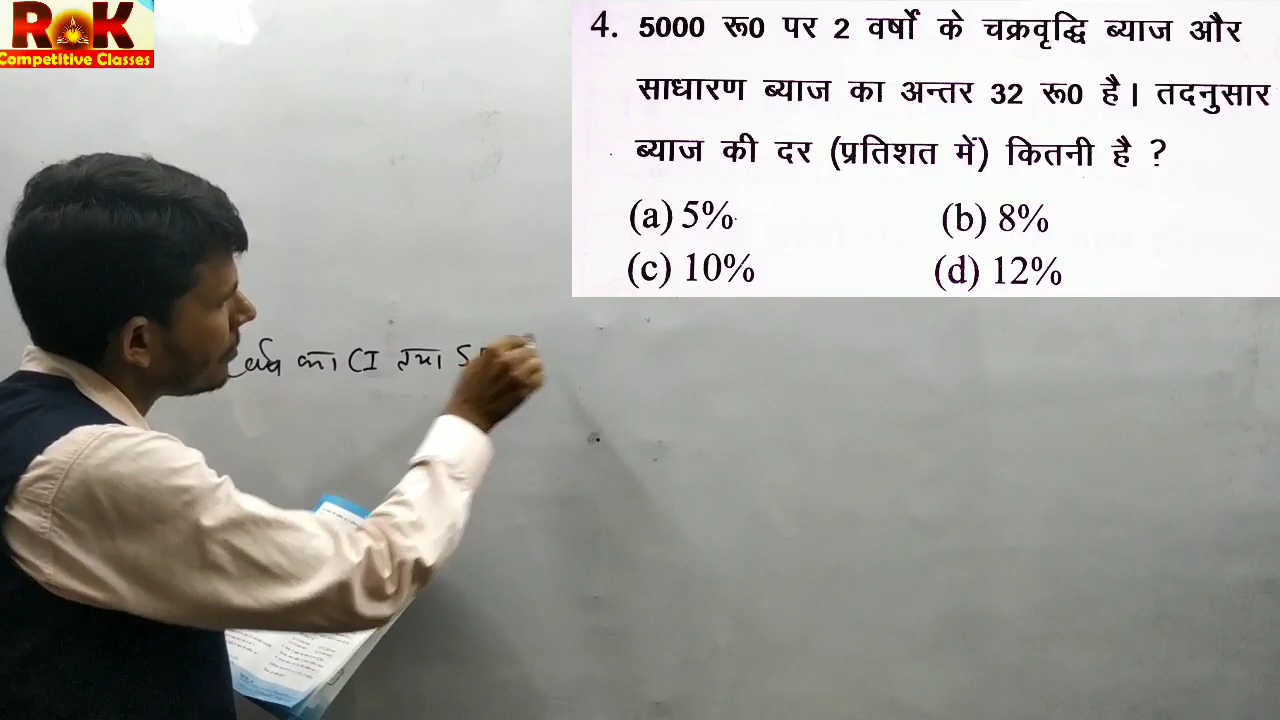 ROK
Competitive Classes
4. 5000 रू0 पर 2 वर्षों के चक्रवृद्धि ब्याज और
साधारण ब्याज का अन्तर 32 रू0 है। तदनुसार
ब्याज की दर (प्रतिशत में) कितनी है ?
(a) 5% (b) 8%
(c) 10% (d) 12%
का CI तथा S